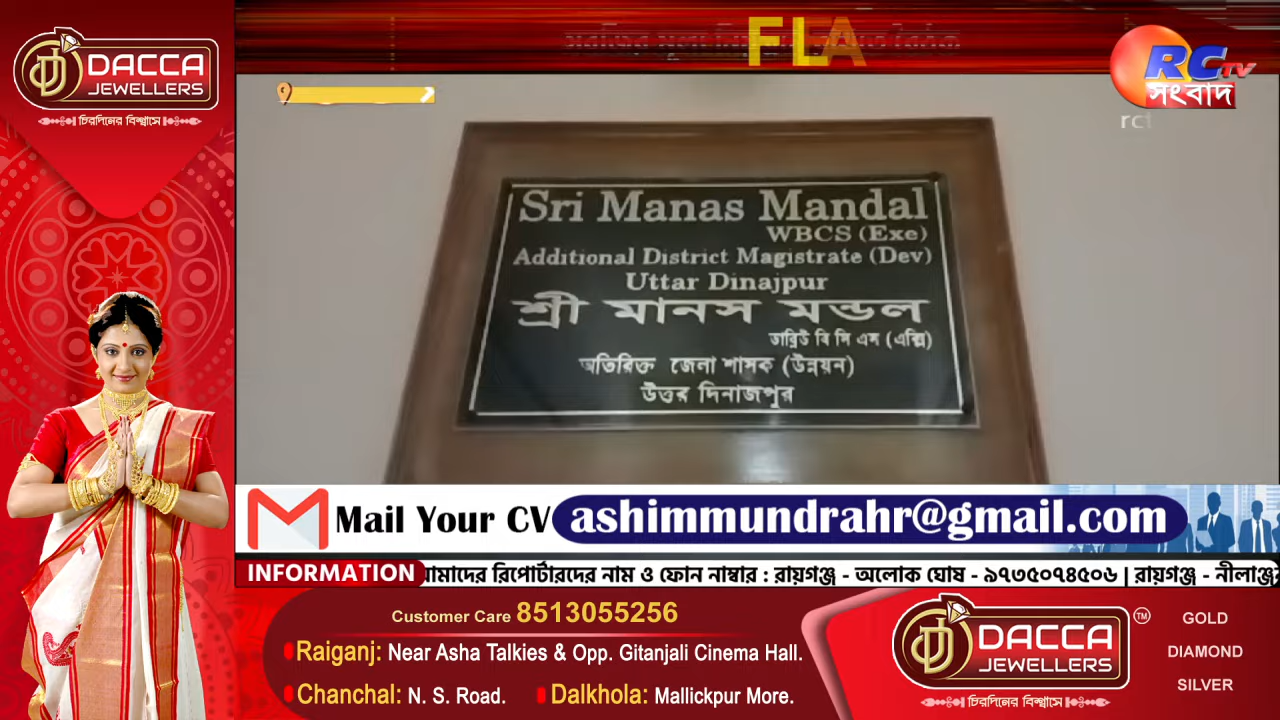 DACCA
JEWELLERS
চিরদিনের বিশ্বাসে
FLA
RC TV
সংবাদ
rct
Sri Manas Mandal
WBCS (Exe)
Additional District Magistrate (Dev)
Uttar Dinajpur
শ্রী মানস মন্ডল
ডাব্লিউ বি সি এস (এক্সি)
অতিরিক্ত জেলা শাসক (উন্নয়ন)
উত্তর দিনাজপুর
Mail Your CV ashimmundrahr@gmail.com
INFORMATION আমাদের রিপোর্টারদের নাম ও ফোন নাম্বার : রায়গঞ্জ - অলোক ঘোষ - ৯৭৩৫০৭৪৫০৬ | রায়গঞ্জ -
Customer Care 8513055256
Raiganj: Near Asha Talkies & Opp. Gitanjali Cinema Hall.
Chanchal: N. S. Road. Dalkhola: Mallickpur More.
DACCA TM
JEWELLERS
চিরদিনের বিশ্বাসে
GOLD
DIAMOND
SILVER